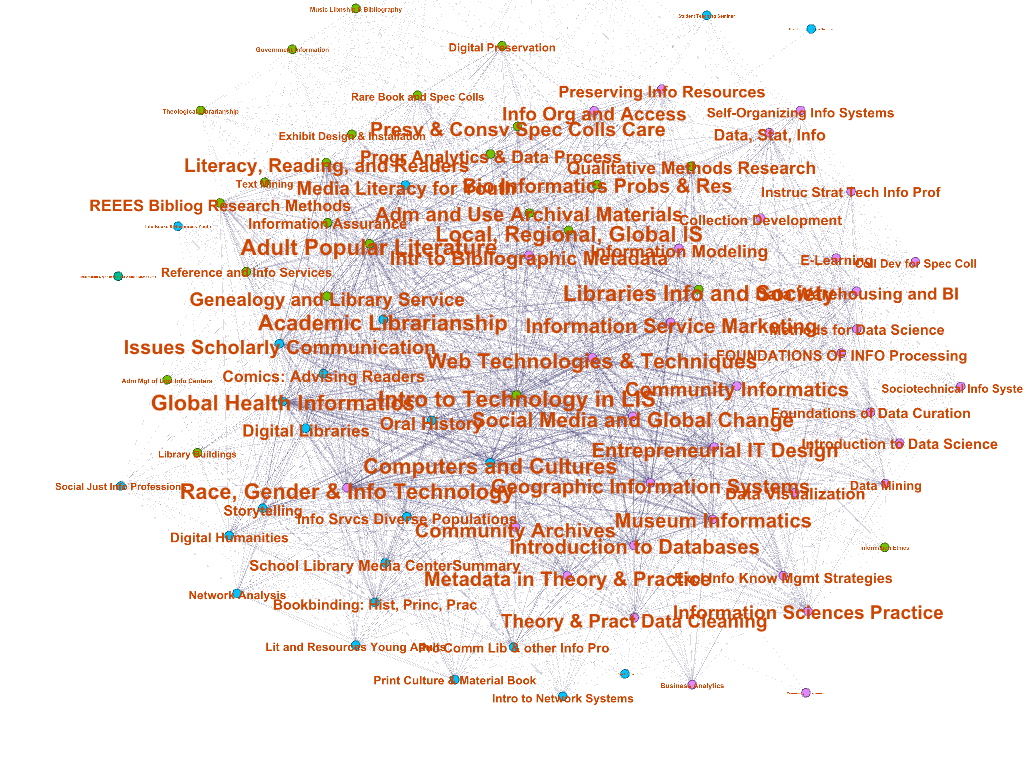 Music Librnship & Bibliography
Student Teaching Seminar
Government Information
Digital Preservation
Preserving Info Resources
Rare Book and Spec Colls
Theological Librarianship
Info Org and Access
Self-Organizing Info Systems
Presv & Consv Spec Colls Care
Exhibit Design & Installation
Data, Stat, Info
Progr Analytics & Data Process
Literacy, Reading, and Readers
Qualitative Methods Research
Text Mining
Media Literacy for Youth
Bio Informatics Probs & Res
Instruc Strat Tech Info Prof
REEES Bibliog Research Methods
Adm and Use Archival Materials
Collection Development
Information Assurance
Local, Regional, Global IS
Adult Popular Literature
Information Modeling
Intr to Bibliographic Metadata
E-Learning
Coll Dev for Spec Coll
Reference and Info Services
Genealogy and Library Service
Libraries Info and Society
Data Warehousing and BI
Academic Librarianship
Information Service Marketing
Methods for Data Science
Issues Scholarly Communication
FOUNDATIONS OF INFO Processing
Web Technologies & Techniques
Comics: Advising Readers
Adm Mgt of Libs Info Centers
Community Informatics
Sociotechnical Info Syste
Global Health Informatics
Intro to Technology in LIS
Foundations of Data Curation
Oral History
Social Media and Global Change
Digital Libraries
Introduction to Data Science
Entrepreneurial IT Design
Library Buildings
Computers and Cultures
Social Just Info Profession
Geographic Information Systems
Data Mining
Race, Gender & Info Technology
Data Visualization
Storytelling
Info Srvcs Diverse Populations
Museum Informatics
Community Archives
Digital Humanities
Introduction to Databases
Information Ethics
School Library Media Center
Summary
Metadata in Theory & Practice
Info Know Mgmt Strategies
Network Analysis
Bookbinding: Hist, Princ, Prac
Information Sciences Practice
Theory & Pract Data Cleaning
Lit and Resources Young Adults
Comm Lib & other Info Pro
Print Culture & Material Book
Business Analytics
Intro to Network Systems